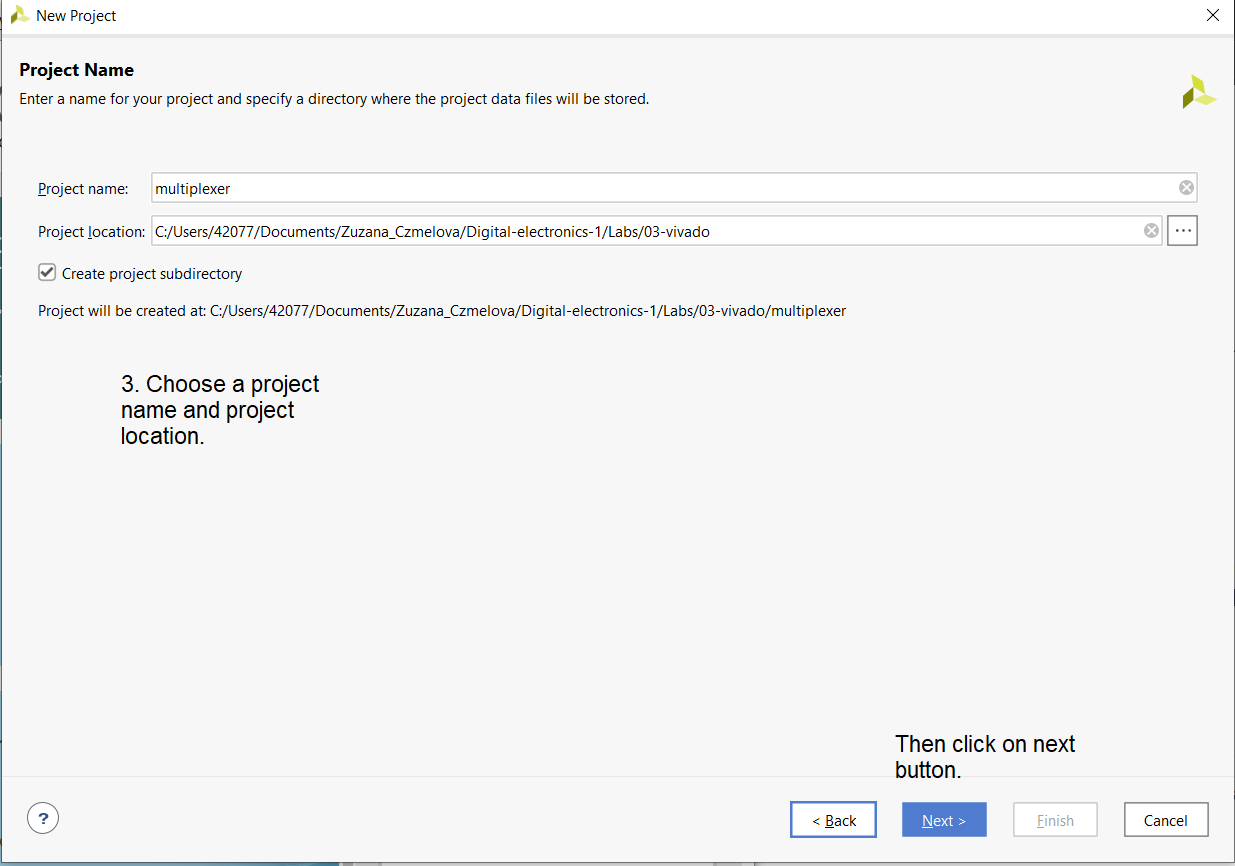 New Project
Project Name
Enter a name for your project and specify a directory where the project data files will be stored.
Project name: multiplexer
Project location: C:/Users/42077/Documents/Zuzana_Czmelova/Digital-electronics-1/Labs/03-vivado
Create project subdirectory
Project will be created at: C:/Users/42077/Documents/Zuzana_Czmelova/Digital-electronics-1/Labs/03-vivado/multiplexer
3. Choose a project
name and project
location.
Then click on next
button.
? < Back Next > Finish Cancel